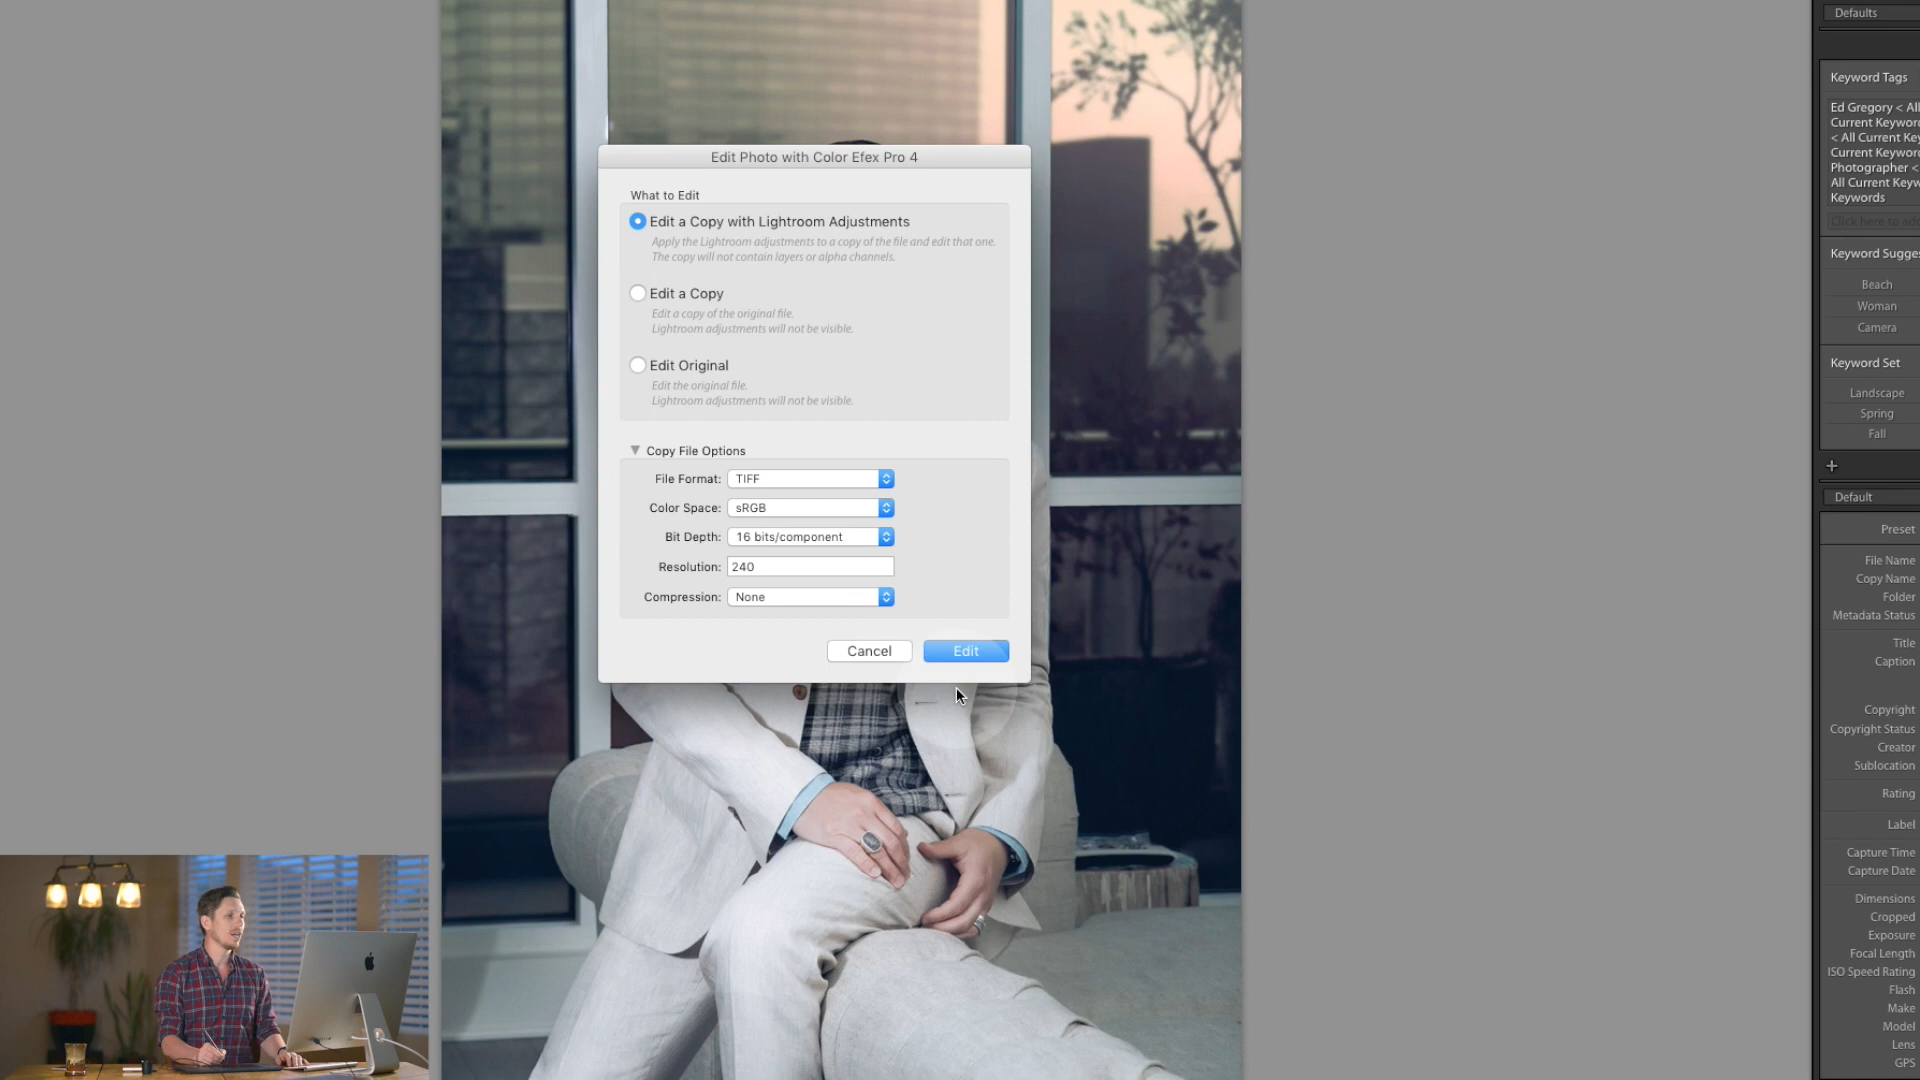 Edit Photo with Color Efex Pro 4
What to Edit
Edit a Copy with Lightroom Adjustments
Apply the Lightroom adjustments to a copy of the file and edit that one.
The copy will not contain layers or alpha channels.
Edit a Copy
Edit a copy of the original file.
Lightroom adjustments will not be visible.
Edit Original
Edit the original file.
Lightroom adjustments will not be visible.
Copy File Options
File Format: TIFF
Color Space: sRGB
Bit Depth: 16 bits/component
Resolution: 240
Compression: None
Cancel
Edit
Defaults
Keyword Tags
Ed Gregory < All
Current Keywor
< All Current Key
Current Keywor
Photographer <
All Current Keyw
Keywords
Click here to add
Keyword Sugges
Beach
Woman
Camera
Keyword Set
Landscape
Spring
Fall
+
Default
Preset
File Name
Copy Name
Folder
Metadata Status
Title
Caption
Copyright
Copyright Status
Creator
Sublocation
Rating
Label
Capture Time
Capture Date
Dimensions
Cropped
Exposure
Focal Length
ISO Speed Rating
Flash
Make
Model
Lens
GPS